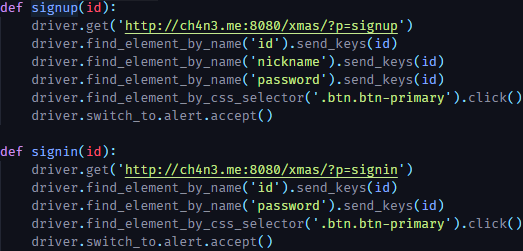 def signup(id):
    driver.get('http://ch4n3.me:8080/xmas/?p=signup')
    driver.find_element_by_name('id').send_keys(id)
    driver.find_element_by_name('nickname').send_keys(id)
    driver.find_element_by_name('password').send_keys(id)
    driver.find_element_by_css_selector('.btn.btn-primary').click()
    driver.switch_to.alert.accept()

def signin(id):
    driver.get('http://ch4n3.me:8080/xmas/?p=signin')
    driver.find_element_by_name('id').send_keys(id)
    driver.find_element_by_name('password').send_keys(id)
    driver.find_element_by_css_selector('.btn.btn-primary').click()
    driver.switch_to.alert.accept()